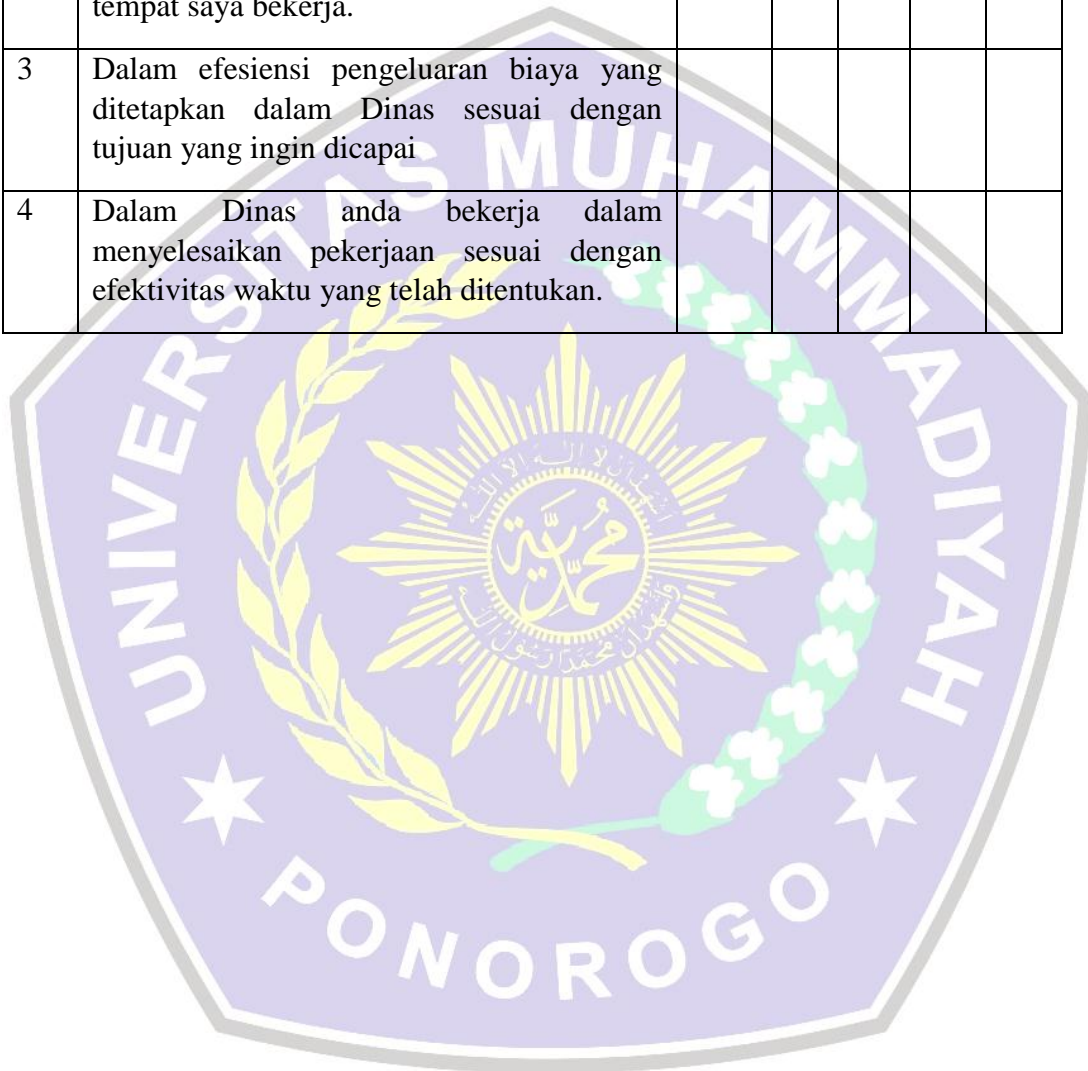 tempat saya bekerja.
3
Dalam efesiensi pengeluaran biaya yang
ditetapkan dalam Dinas sesuai dengan
tujuan yang ingin dicapai
4
Dalam Dinas anda bekerja dalam
menyelesaikan pekerjaan sesuai dengan
efektivitas waktu yang telah ditentukan.
UNIVERSITAS MUHAMMADIYAH
PONOROGO
محمدية